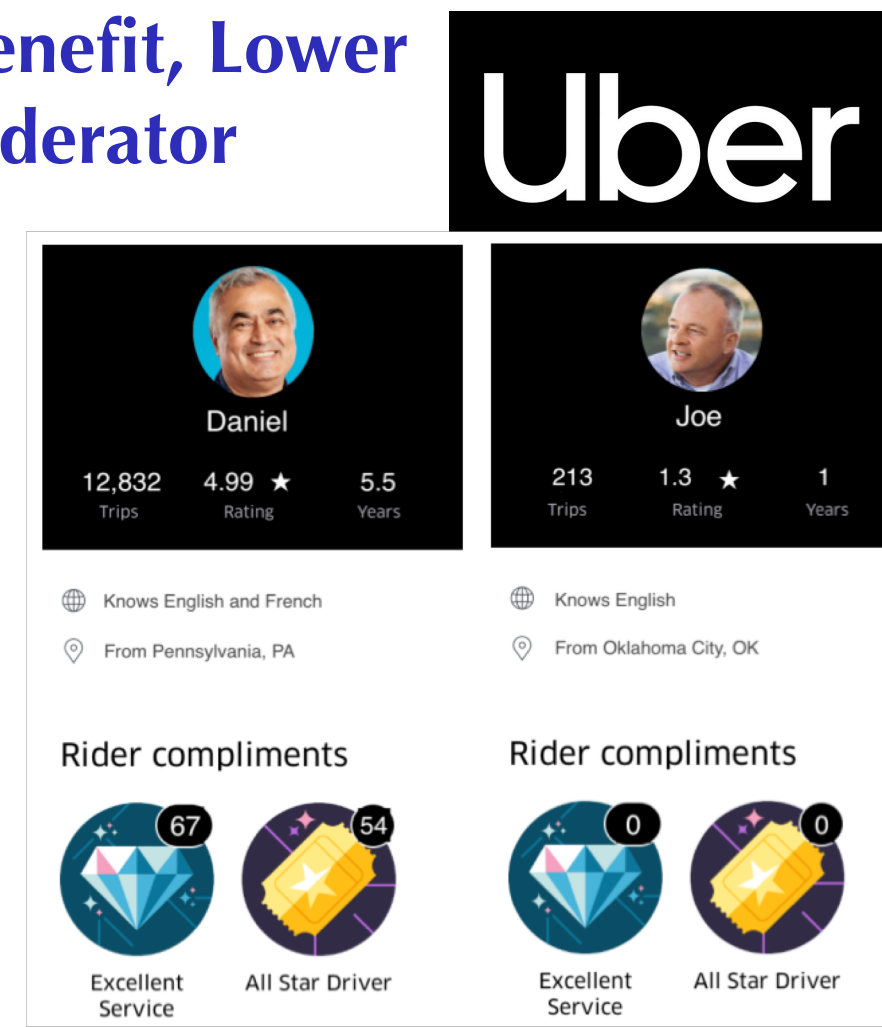 enefit, Lower
derator
Uber
Daniel
12,832 4.99 ★ 5.5
Trips Rating Years
Knows English and French
From Pennsylvania, PA
Rider compliments
67 54
Excellent All Star Driver
Service
Joe
213 1.3 ★ 1
Trips Rating Years
Knows English
From Oklahoma City, OK
Rider compliments
0 0
Excellent All Star Driver
Service